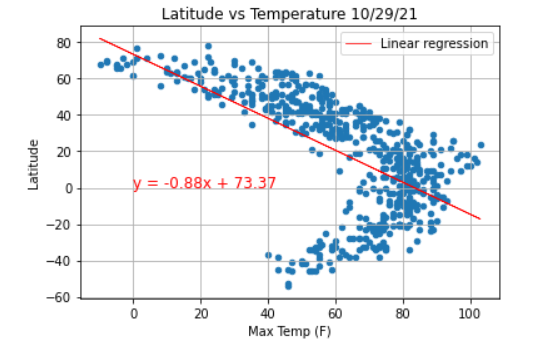 Latitude vs Temperature 10/29/21
Linear regression
80
60
40
20
0
−20
−40
−60
Latitude
y = -0.88x + 73.37
0 20 40 60 80 100
Max Temp (F)